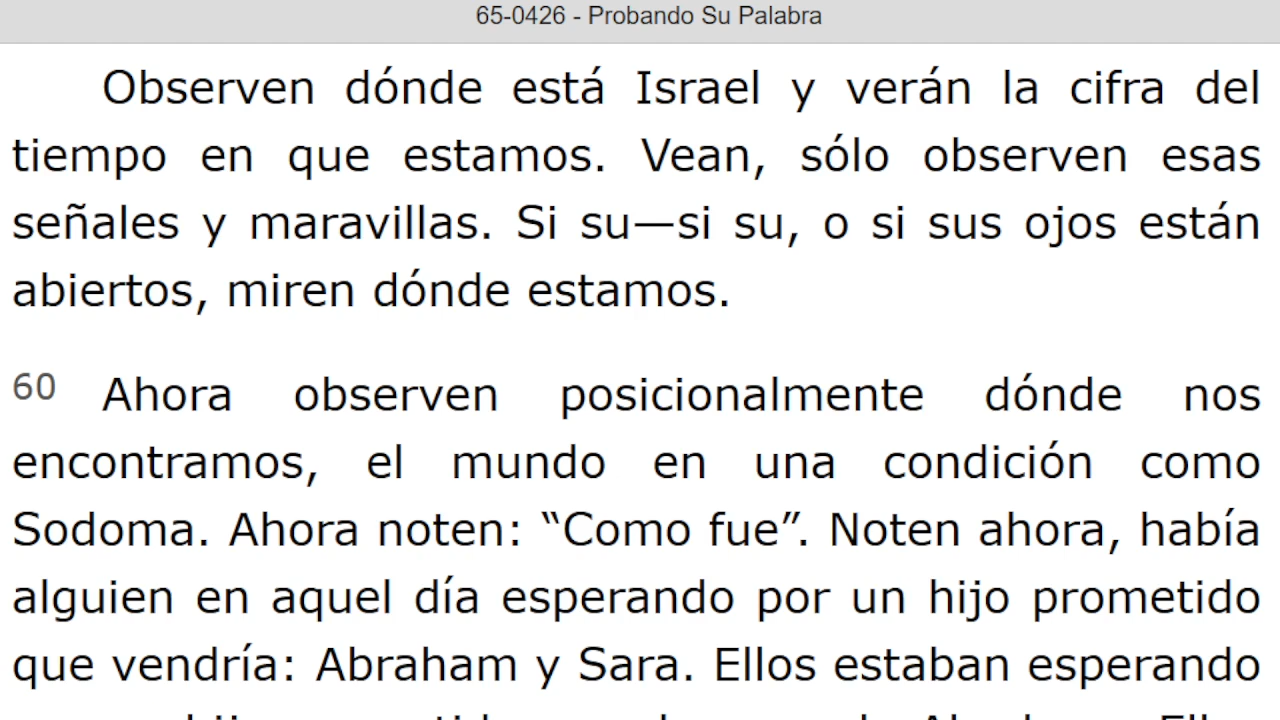 65-0426 - Probando Su Palabra
Observen dónde está Israel y verán la cifra del
tiempo en que estamos. Vean, sólo observen esas
señales y maravillas. Si su—si su, o si sus ojos están
abiertos, miren dónde estamos.
60 Ahora observen posicionalmente dónde nos
encontramos, el mundo en una condición como
Sodoma. Ahora noten: “Como fue”. Noten ahora, había
alguien en aquel día esperando por un hijo prometido
que vendría: Abraham y Sara. Ellos estaban esperando